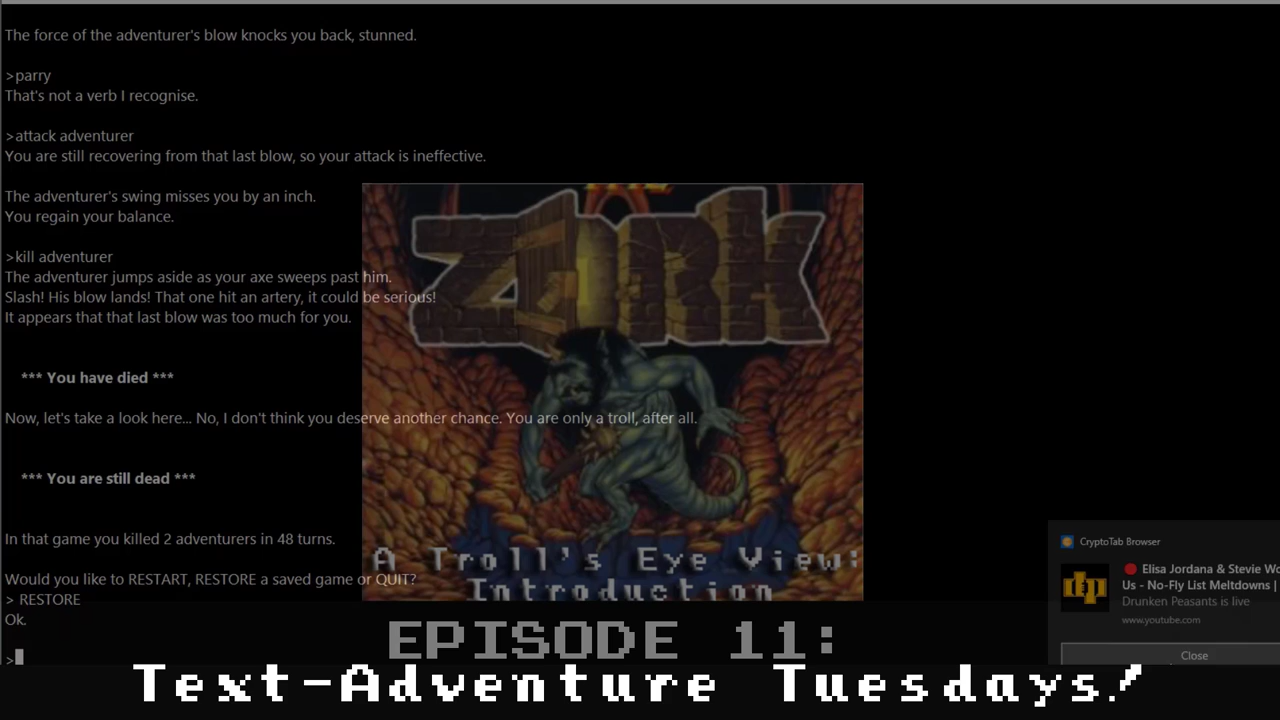 The force of the adventurer's blow knocks you back, stunned.
>parry
That's not a verb I recognise.
>attack adventurer
You are still recovering from that last blow, so your attack is ineffective.
The adventurer's swing misses you by an inch.
You regain your balance.
>kill adventurer
The adventurer jumps aside as your axe sweeps past him.
Slash! His blow lands! That one hit an artery, it could be serious!
It appears that that last blow was too much for you.
*** You have died ***
Now, let's take a look here... No, I don't think you deserve another chance. You are only a troll, after all.
*** You are still dead ***
In that game you killed 2 adventurers in 48 turns.
Would you like to RESTART, RESTORE a saved game or QUIT?
> RESTORE
Ok.
>
ZORK
A Troll's Eye View:
Introduction
CryptoTab Browser
Elisa Jordana & Stevie Wo
Us - No-Fly List Meltdowns |
Drunken Peasants is live
www.youtube.com
Close
dp
EPISODE 11:
Text-Adventure Tuesdays!